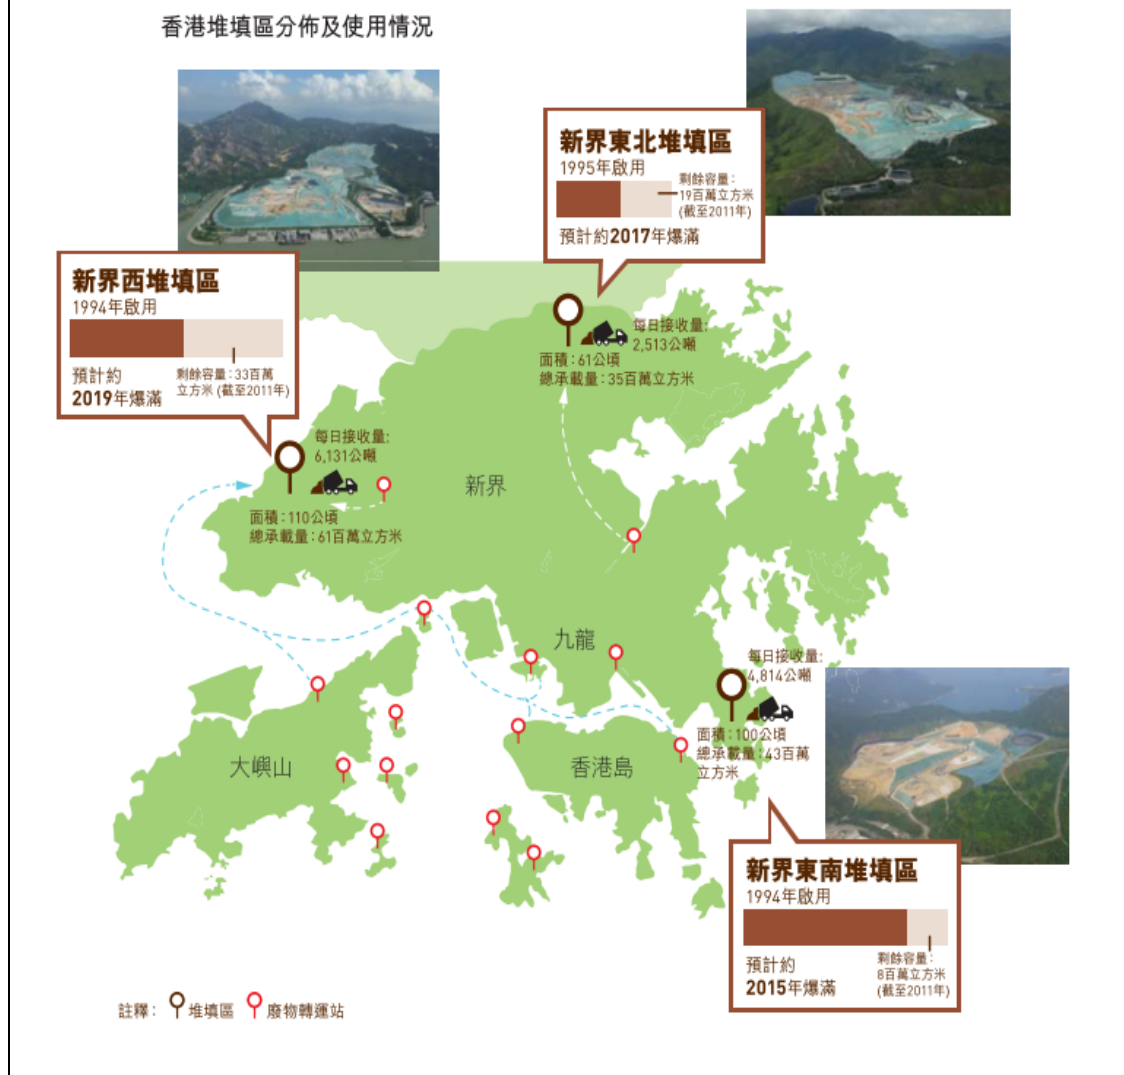 香港堆填區分佈及使用情況
新界東北堆填區
1995年啟用
剩餘容量：
19百萬立方米
(截至2011年)
預計約2017年爆滿
新界西堆填區
1994年啟用
預計約
2019年爆滿
剩餘容量：33百萬
立方米 (截至2011年)
每日接收量:
2,513公噸
面積：61公頃
總承載量：35百萬立方米
每日接收量:
6,131公噸
面積：110公頃
總承載量：61百萬立方米
新界
九龍
每日接收量:
4,814公噸
面積：100公頃
總承載量：43百萬
立方米
大嶼山
香港島
新界東南堆填區
1994年啟用
預計約
2015年爆滿
剩餘容量：
8百萬立方米
(截至2011年)
註釋： 堆填區 廢物轉運站